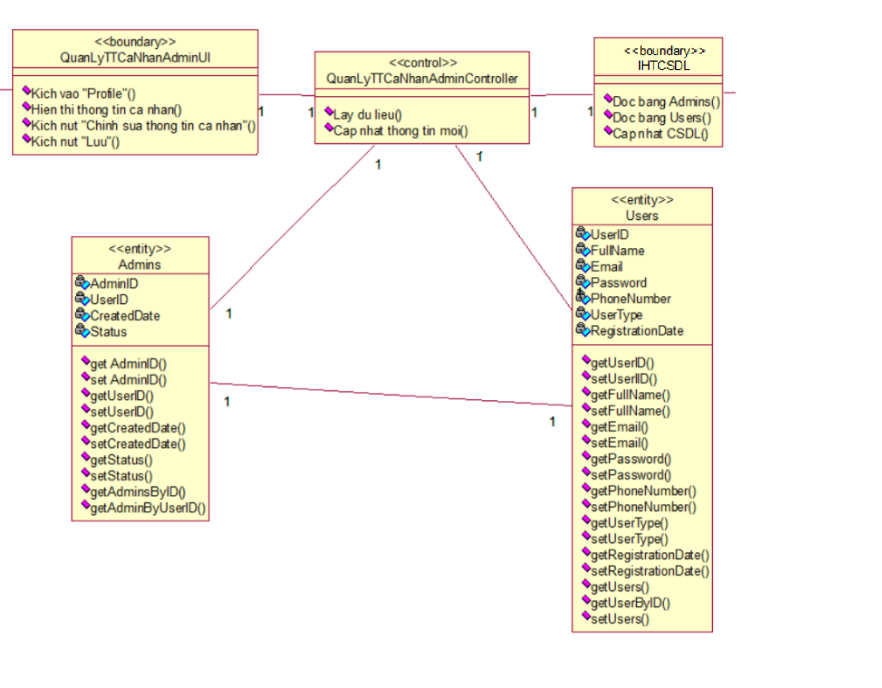 <<boundary>>
QuanLyTTCaNhanAdminUI
Kich vao "Profile"()
Hien thi thong tin ca nhan()
Kich nut "Chinh sua thong tin ca nhan"()
Kich nut "Luu"()
1
1
<<control>>
QuanLyTTCaNhanAdminController
Lay du lieu()
Cap nhat thong tin moi()
1
1
<<boundary>>
IHTCSDL
Doc bang Admins()
Doc bang Users()
Cap nhat CSDL()
1
1
<<entity>>
Admins
AdminID
UserID
CreatedDate
Status
get AdminID()
set AdminID()
getUserID()
setUserID()
getCreatedDate()
setCreatedDate()
getStatus()
setStatus()
getAdminsByID()
getAdminByUserID()
1
1
1
<<entity>>
Users
UserID
FullName
Email
Password
PhoneNumber
UserType
RegistrationDate
getUserID()
setUserIID()
getFullName()
setFullName()
getEmail()
setEmail()
getPassword()
setPassword()
getPhoneNumber()
setPhoneNumber()
getUserType()
setUserType()
getRegistrationDate()
setRegistrationDate()
getUsers()
getUserByID()
setUsers()